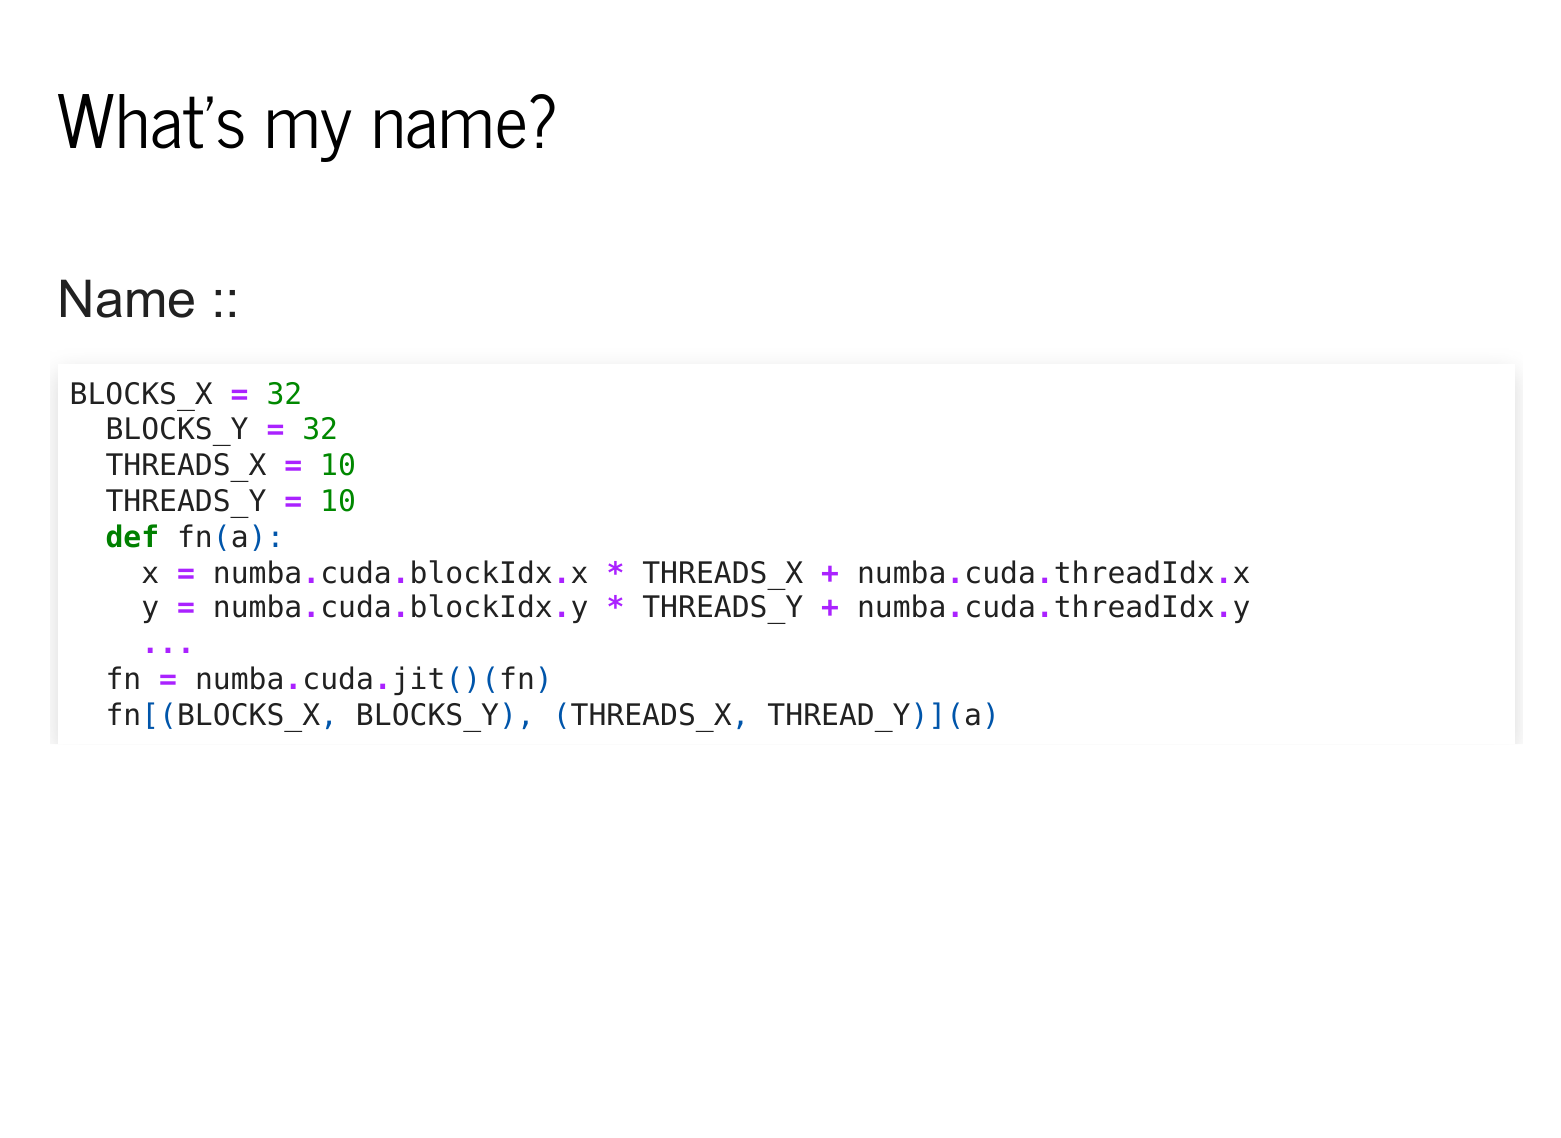 What's my name?
Name ::
BLOCKS_X = 32
  BLOCKS_Y = 32
  THREADS_X = 10
  THREADS_Y = 10
  def fn(a):
    x = numba.cuda.blockIdx.x * THREADS_X + numba.cuda.threadIdx.x
    y = numba.cuda.blockIdx.y * THREADS_Y + numba.cuda.threadIdx.y
    ...
  fn = numba.cuda.jit()(fn)
  fn[(BLOCKS_X, BLOCKS_Y), (THREADS_X, THREAD_Y)](a)